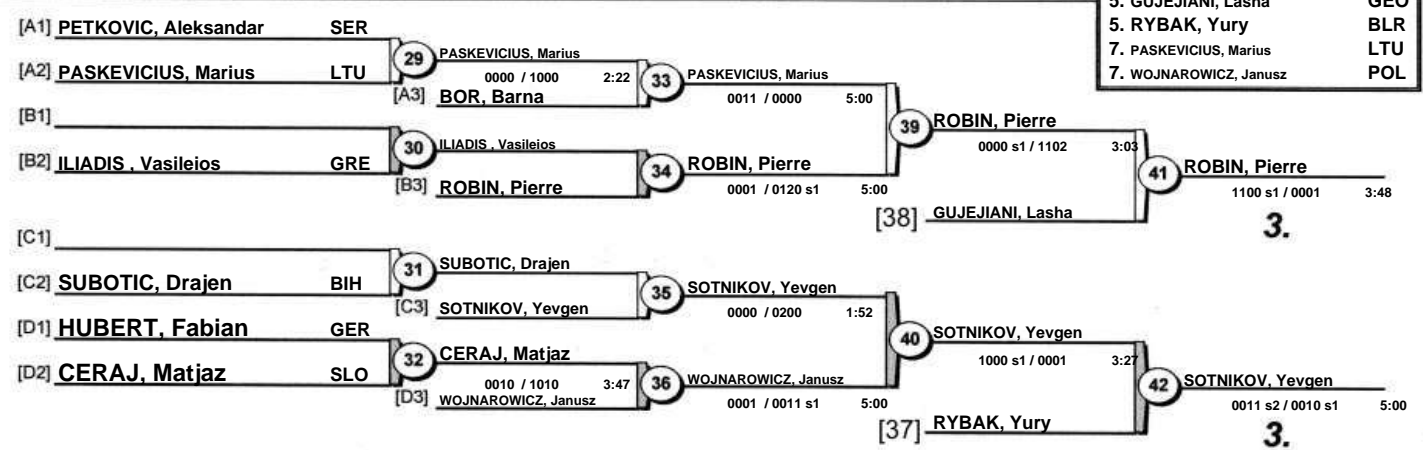 5. GUJEJIANI, Lasha GEO
5. RYBAK, Yury BLR
7. PASKEVICIUS, Marius LTU
7. WOJNAROWICZ, Janusz POL
[A1] PETKOVIC, Aleksandar SER
29
PASKEVICIUS, Marius
[A2] PASKEVICIUS, Marius LTU
0000 / 1000 2:22
[A3] BOR, Barna
33
PASKEVICIUS, Marius
0011 / 0000 5:00
[B1]
30
ILIADIS , Vasileios
[B2] ILIADIS , Vasileios GRE
[B3] ROBIN, Pierre
34
ROBIN, Pierre
0001 / 0120 s1 5:00
39
ROBIN, Pierre
0000 s1 / 1102 3:03
[38] GUJEJIANI, Lasha
41
ROBIN, Pierre
1100 s1 / 0001 3:48
3.
[C1]
31
SUBOTIC, Drajen
[C2] SUBOTIC, Drajen BIH
[C3] SOTNIKOV, Yevgen
35
SOTNIKOV, Yevgen
0000 / 0200 1:52
[D1] HUBERT, Fabian GER
32
CERAJ, Matjaz
[D2] CERAJ, Matjaz SLO
0010 / 1010 3:47
[D3] WOJNAROWICZ, Janusz
36
WOJNAROWICZ, Janusz
0001 / 0011 s1 5:00
40
SOTNIKOV, Yevgen
1000 s1 / 0001 3:27
[37] RYBAK, Yury
42
SOTNIKOV, Yevgen
0011 s2 / 0010 s1 5:00
3.